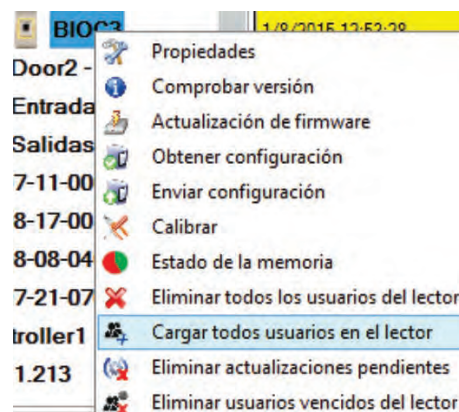 BIOC3
1/8/2015 12:52:28
Propiedades
Door2 -
Comprobar versión
Entrada
Actualización de firmware
Salidas
Obtener configuración
7-11-00
Enviar configuración
8-17-00
Calibrar
8-08-04
Estado de la memoria
7-21-07
Eliminar todos los usuarios del lector
troller1
Cargar todos usuarios en el lector
1.213
Eliminar actualizaciones pendientes
Eliminar usuarios vencidos del lector